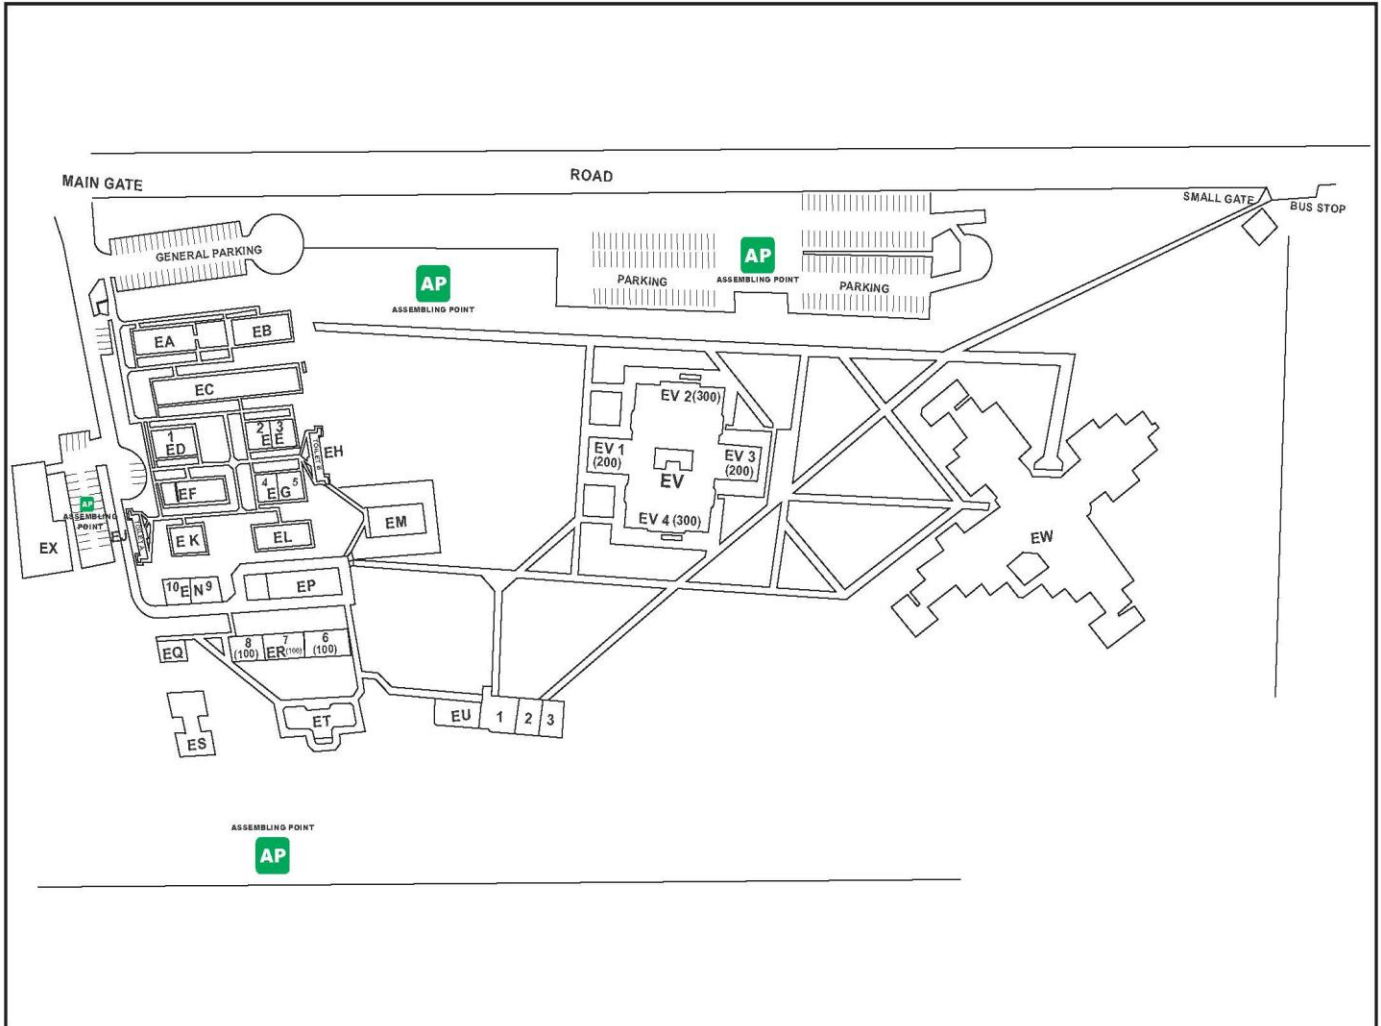 MAIN GATE
ROAD
SMALL GATE
BUS STOP
GENERAL PARKING
AP
ASSEMBLING POINT
PARKING
AP
ASSEMBLING POINT
PARKING
EA
EB
EC
1
ED
2 3
E E
EH
EF
4 5
EG
EV 2 (300)
EV 1
(200)
EV 3
(200)
EV
EV 4 (300)
AP
ASSEMBLING
POINT
EX
EJ
E K
EL
EM
EW
10 E N 9
EP
EQ
8
(100)
7
ER (100)
6
(100)
ES
ET
EU 1 2 3
ASSEMBLING POINT
AP